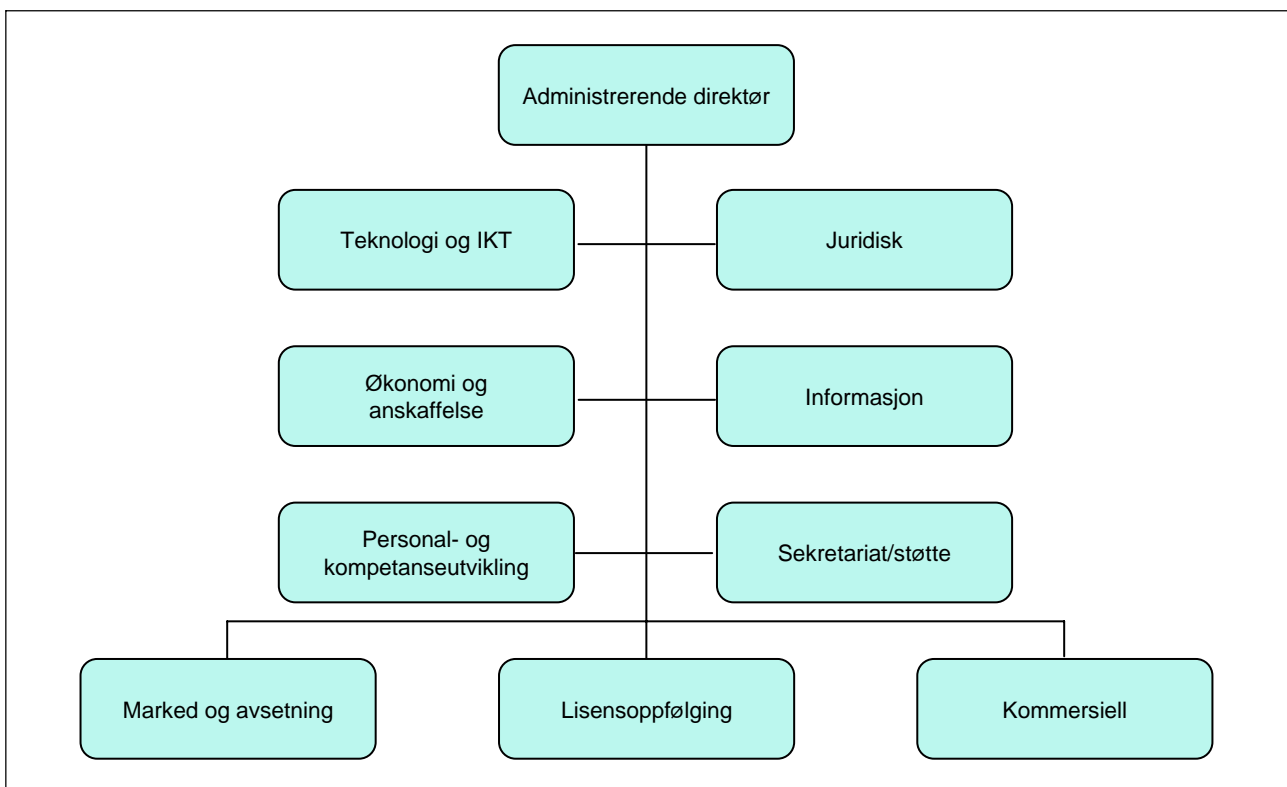 Administrerende direktør
Teknologi og IKT
Juridisk
Økonomi og
anskaffelse
Informasjon
Personal- og
kompetanseutvikling
Sekretariat/støtte
Marked og avsetning
Lisensoppfølging
Kommersiell